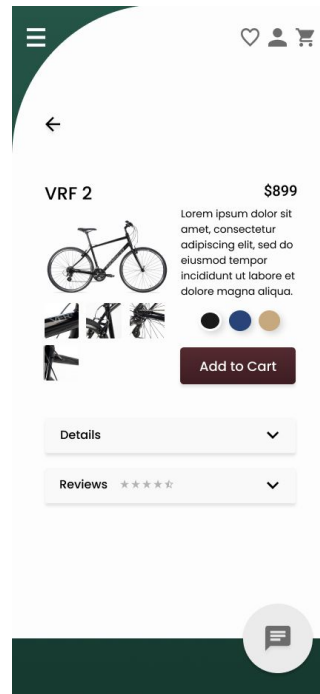 VRF 2
$899
Lorem ipsum dolor sit
amet, consectetur
adipiscing elit, sed do
eiusmod tempor
incididunt ut labore et
dolore magna aliqua.
Add to Cart
Details
Reviews